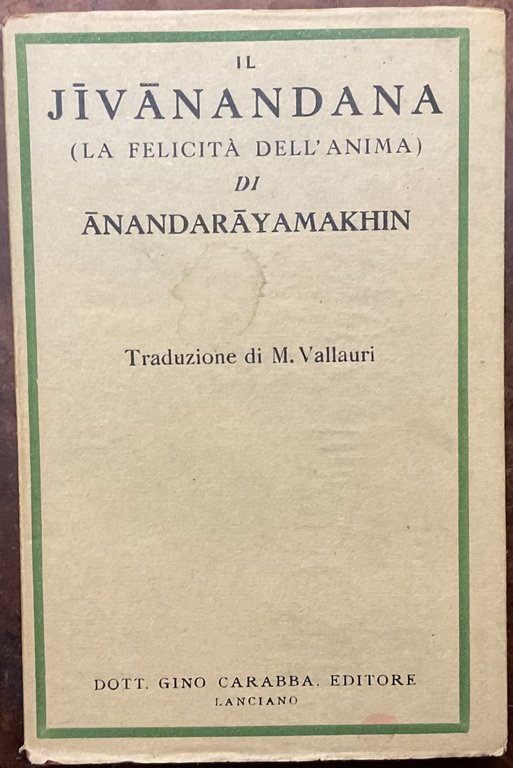 IL
JĪVĀNANDANA
(LA FELICITÀ DELL'ANIMA)
DI
ĀNANDARĀYAMAKHIN
Traduzione di M. Vallauri
DOTT. GINO CARABBA, EDITORE
LANCIANO